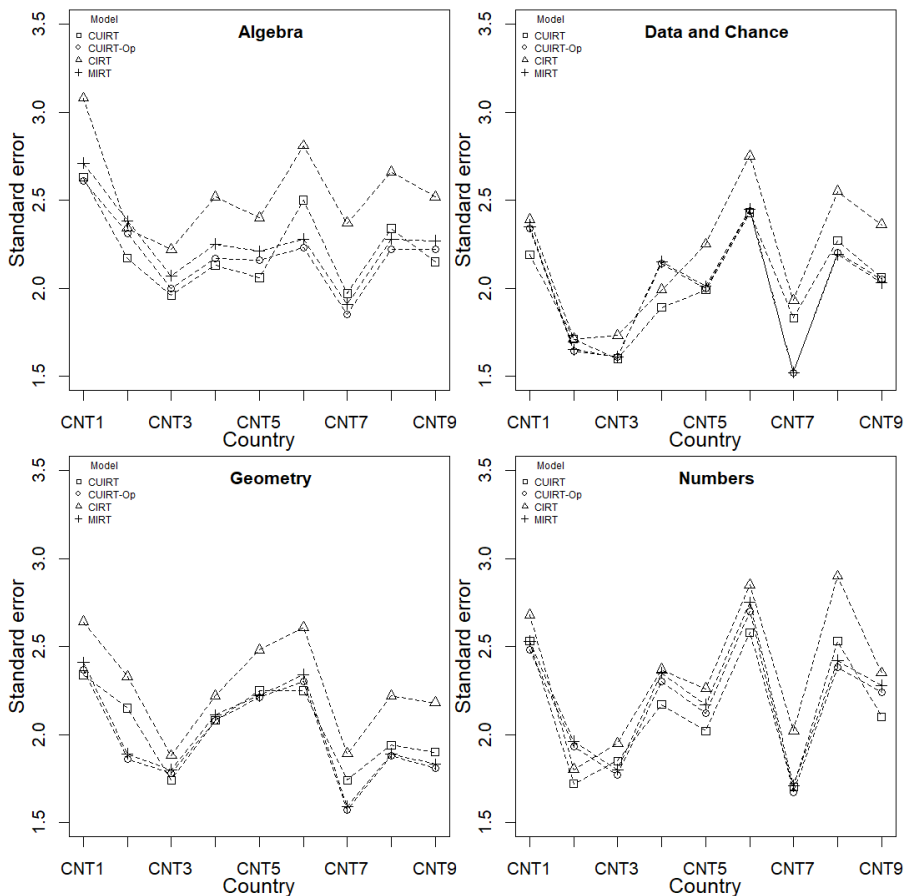 Algebra
Model
CUIRT
CUIRT-Op
CIRT
MIRT
Standard error
3.5
3.0
2.5
2.0
1.5
CNT1 CNT3 CNT5 CNT7 CNT9
Country
Data and Chance
Model
CUIRT
CUIRT-Op
CIRT
MIRT
Standard error
3.5
3.0
2.5
2.0
1.5
CNT1 CNT3 CNT5 CNT7 CNT9
Country
Geometry
Model
CUIRT
CUIRT-Op
CIRT
MIRT
Standard error
3.5
3.0
2.5
2.0
1.5
CNT1 CNT3 CNT5 CNT7 CNT9
Country
Numbers
Model
CUIRT
CUIRT-Op
CIRT
MIRT
Standard error
3.5
3.0
2.5
2.0
1.5
CNT1 CNT3 CNT5 CNT7 CNT9
Country